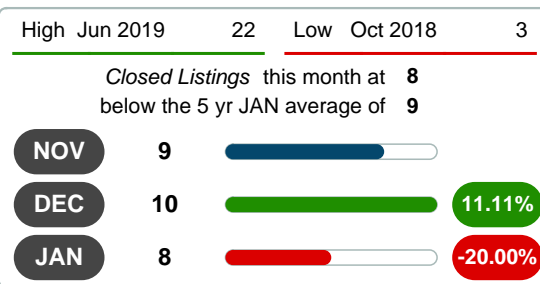 High Jun 2019 22 Low Oct 2018 3
Closed Listings this month at 8
below the 5 yr JAN average of 9
NOV 9
DEC 10 11.11%
JAN 8 -20.00%